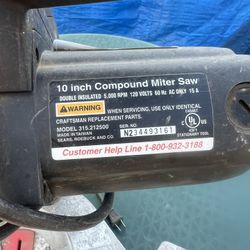 10 inch Compound Miter Saw
DOUBLE INSULATED 5,000 RPM 120 VOLTS 60 Hz AC ONLY 15 A
WARNING WHEN SERVICING, USE ONLY IDENTICAL
CRAFTSMAN REPLACEMENT PARTS.
MODEL 315.212500 SER NO.
MADE IN TAIWAN N234493161
SEARS, ROEBUCK AND CO
STATIONARY TOOL
Customer Help Line 1-800-932-3188